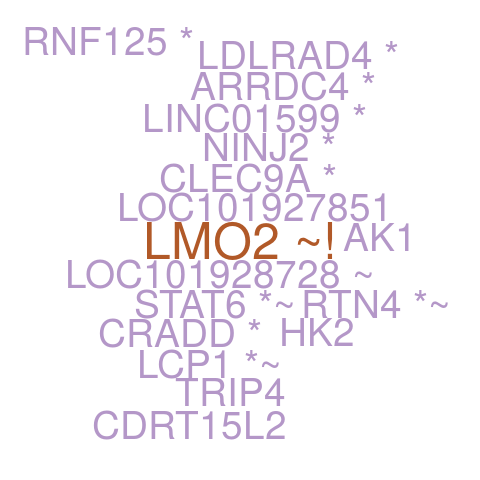 RNF125 *
LDLRAD4 *
ARRDC4 *
LINC01599 *
NINJ2 *
CLEC9A *
LOC101927851
LMO2 ~! AK1
LOC101928728 ~
STAT6 *~ RTN4 *~
CRADD * HK2
LCP1 *~
TRIP4
CDRT15L2